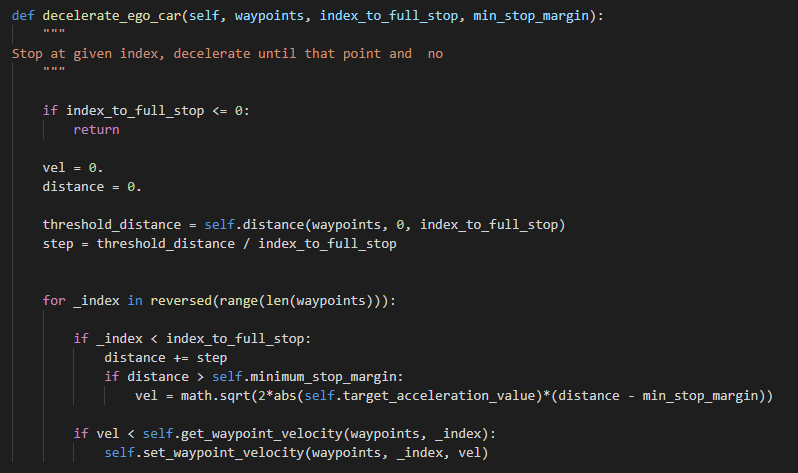 def decelerate_ego_car(self, waypoints, index_to_full_stop, min_stop_margin):
"""
Stop at given index, decelerate until that point and  no
"""
if index_to_full_stop <= 0:
return
vel = 0.
distance = 0.
threshold_distance = self.distance(waypoints, 0, index_to_full_stop)
step = threshold_distance / index_to_full_stop
for _index in reversed(range(len(waypoints))):
if _index < index_to_full_stop:
distance += step
if distance > self.minimum_stop_margin:
vel = math.sqrt(2*abs(self.target_acceleration_value)*(distance - min_stop_margin))
if vel < self.get_waypoint_velocity(waypoints, _index):
self.set_waypoint_velocity(waypoints, _index, vel)